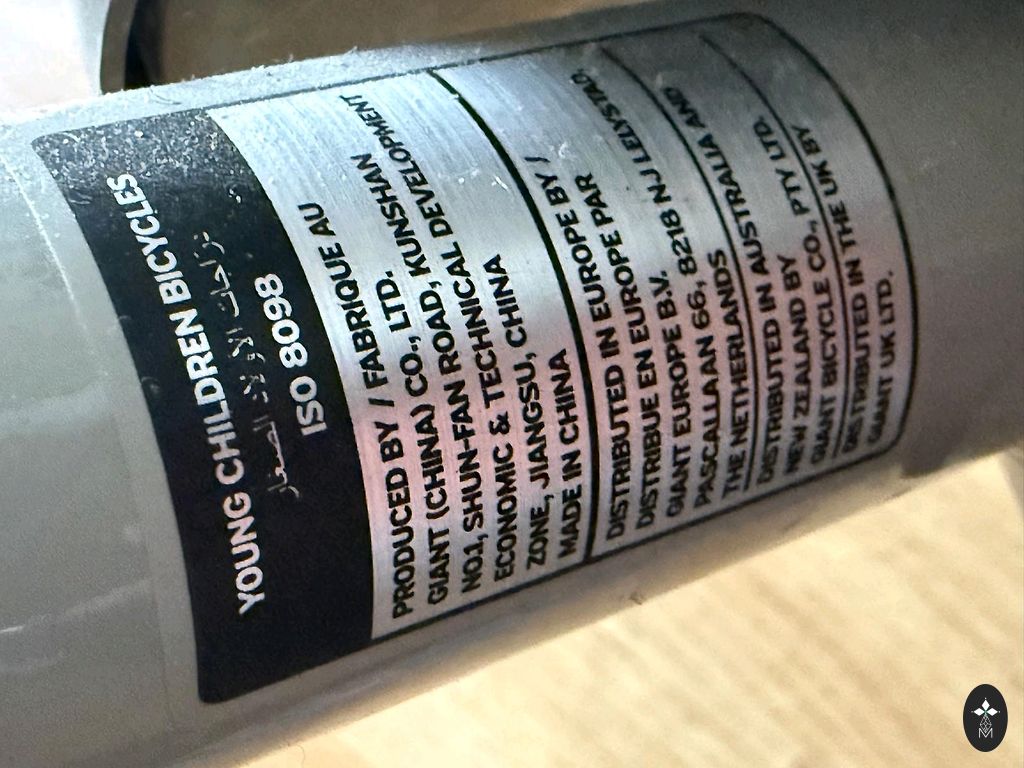 YOUNG CHILDREN BICYCLES
دراجات الاولاد الصغار
ISO 8098
PRODUCED BY / FABRIQUE AU
GIANT (CHINA) CO., LTD.
NO.1, SHUN-FAN ROAD, KUNSHAN
ECONOMIC & TECHNICAL DEVELOPMENT
ZONE, JIANGSU, CHINA
MADE IN CHINA
DISTRIBUTED IN EUROPE BY /
DISTRIBUE EN EUROPE PAR
GIANT EUROPE B.V.
PASCALLAAN 66, 8218 NJ LELYSTAD.
THE NETHERLANDS
DISTRIBUTED IN AUSTRALIA AND
NEW ZEALAND BY
GIANT BICYCLE CO., PTY LTD.
DISTRIBUTED IN THE UK BY
GIANT UK LTD.
M